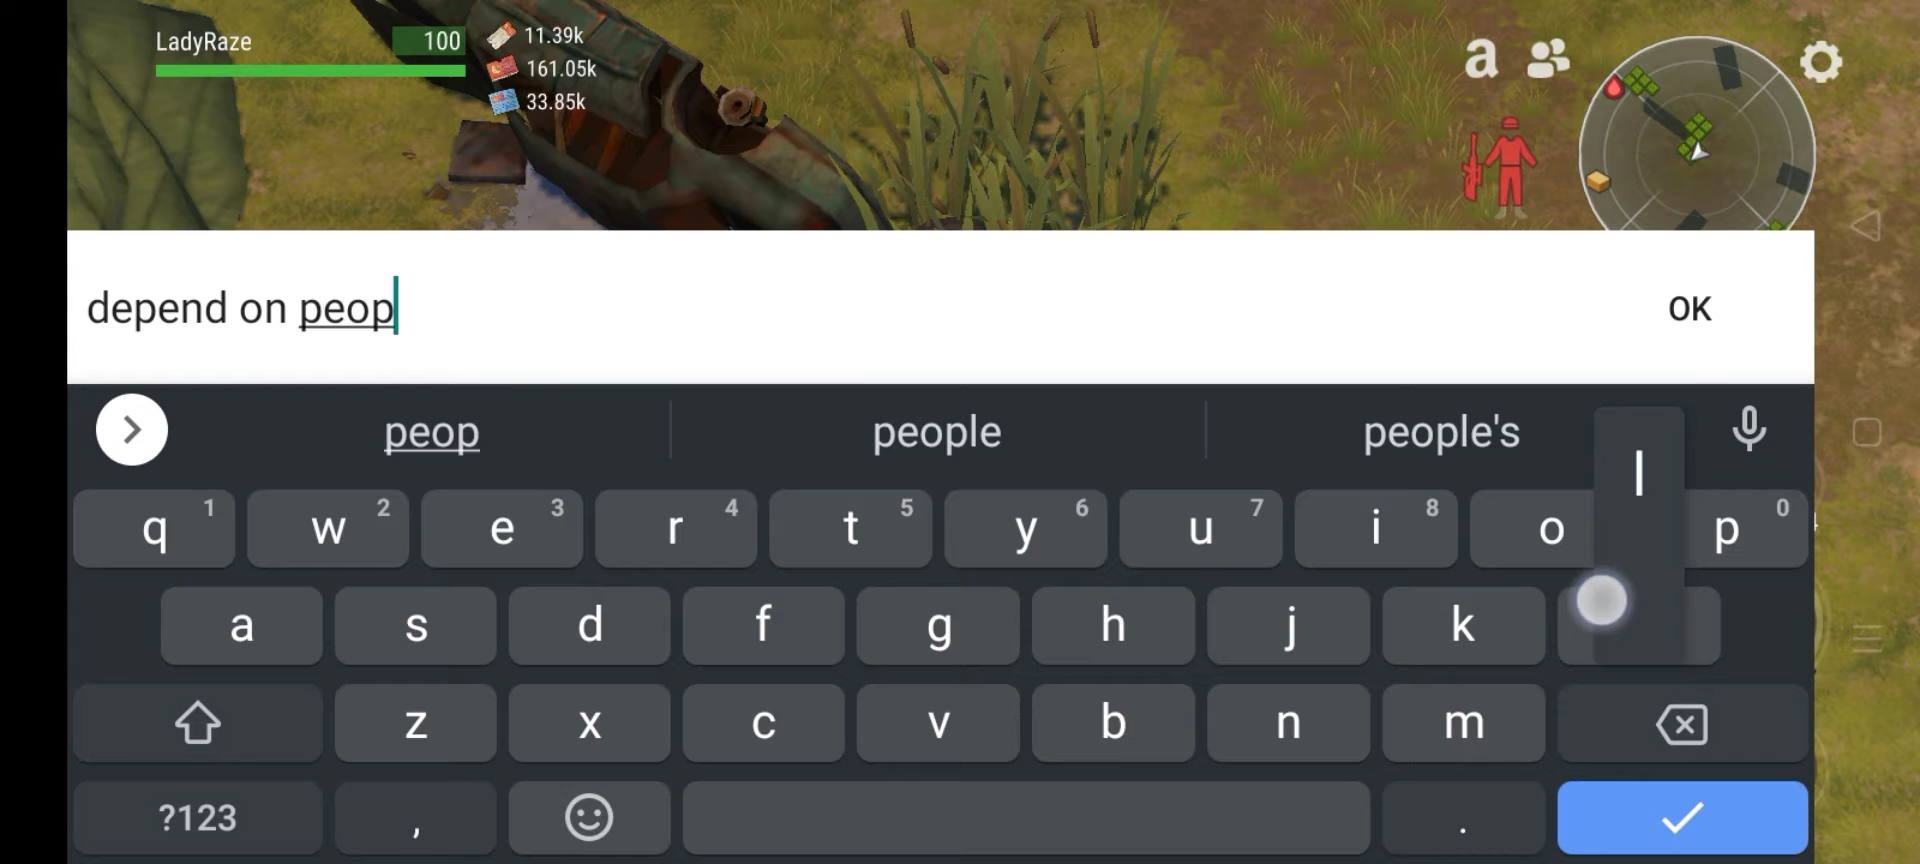 LadyRaze 100
11.39k
161.05k
33.85k
a
depend on peop
OK
peop people people's
l
q 1 w 2 e 3 r 4 t 5 y 6 u 7 i 8 o p 0
a s d f g h j k
z x c v b n m
?123 , .